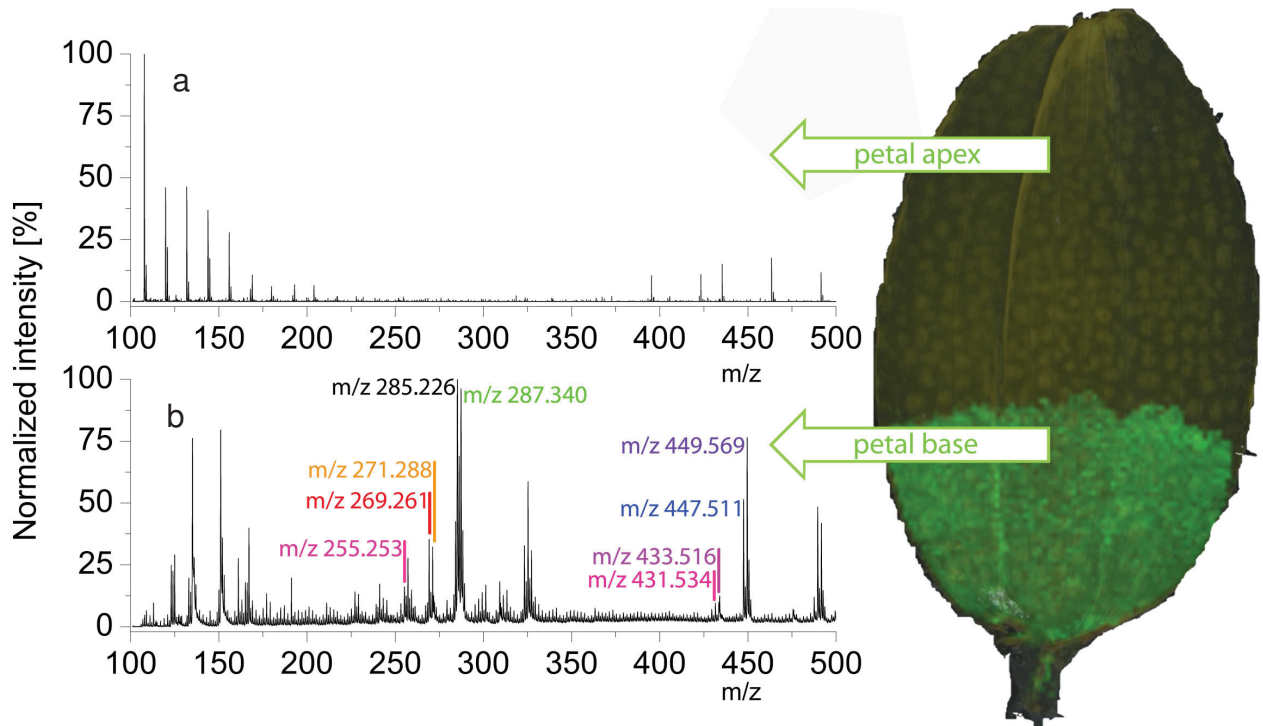 Normalized intensity [%]
a
100
75
50
25
0
100 150 200 250 300 350 400 450 500
m/z
petal apex
b
100
75
50
25
0
m/z 285.226
m/z 287.340
m/z 449.569
m/z 271.288
m/z 269.261
m/z 447.511
m/z 255.253
m/z 433.516
m/z 431.534
100 150 200 250 300 350 400 450 500
m/z
petal base